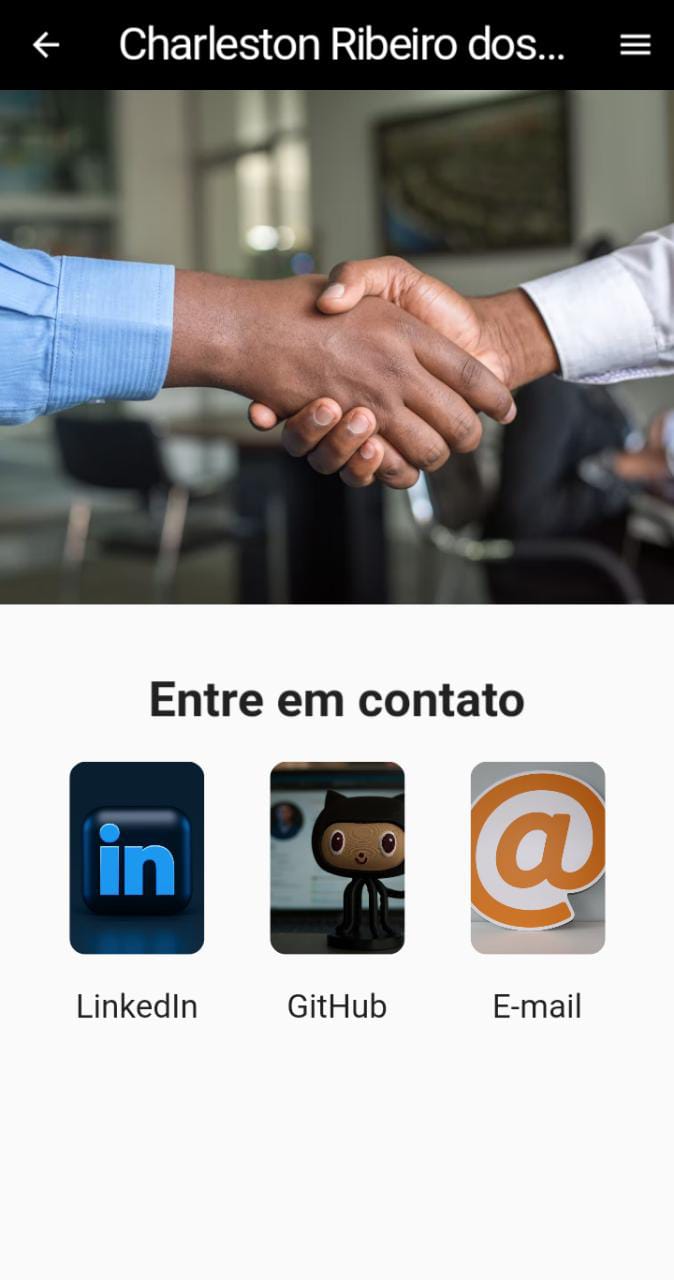 Charleston Ribeiro dos...
Entre em contato
in
@
LinkedIn
GitHub
E-mail